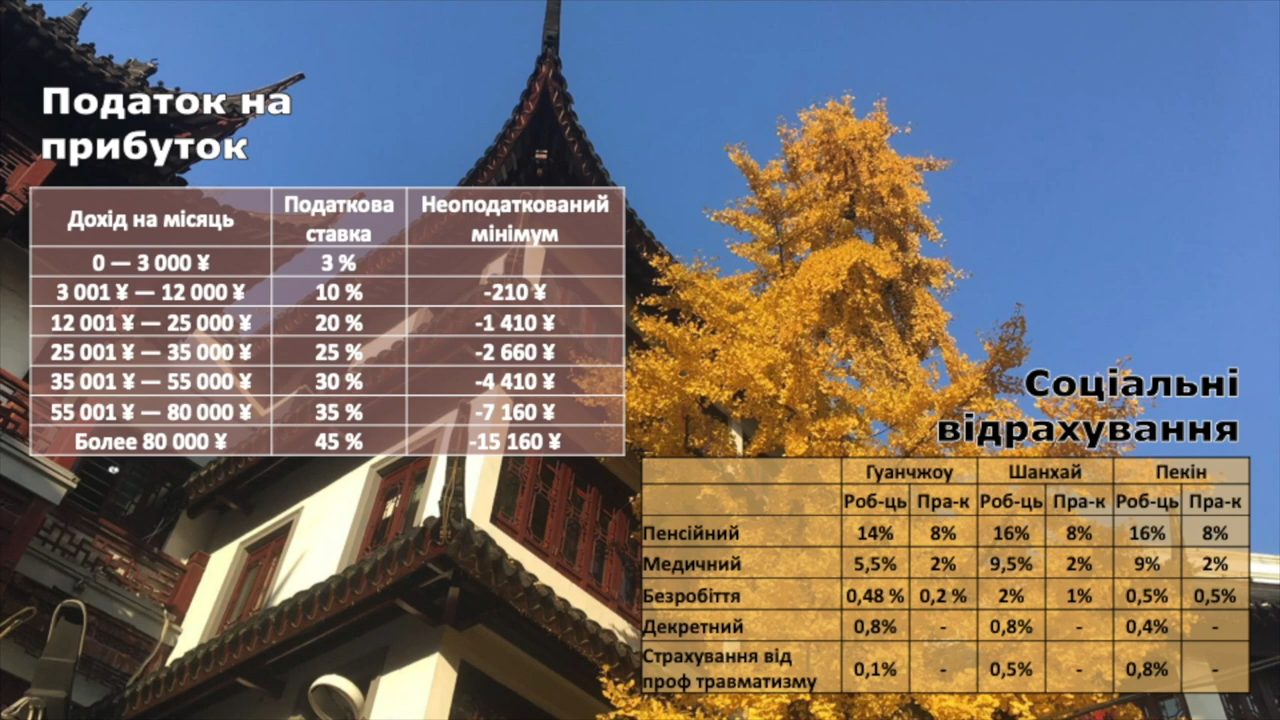 Податок на
прибуток
Дохід на місяць Податкова ставка Неоподаткований мінімум
0 — 3 000 ¥ 3 %
3 001 ¥ — 12 000 ¥ 10 % -210 ¥
12 001 ¥ — 25 000 ¥ 20 % -1 410 ¥
25 001 ¥ — 35 000 ¥ 25 % -2 660 ¥
35 001 ¥ — 55 000 ¥ 30 % -4 410 ¥
55 001 ¥ — 80 000 ¥ 35 % -7 160 ¥
Более 80 000 ¥ 45 % -15 160 ¥
Соціальні
відрахування
Гуанчжоу Шанхай Пекін
Роб-ць Пра-к Роб-ць Пра-к Роб-ць Пра-к
Пенсійний 14% 8% 16% 8% 16% 8%
Медичний 5,5% 2% 9,5% 2% 9% 2%
Безробіття 0,48 % 0,2 % 2% 1% 0,5% 0,5%
Декретний 0,8% - 0,8% - 0,4% -
Страхування від
проф травматизму 0,1% - 0,5% - 0,8% -